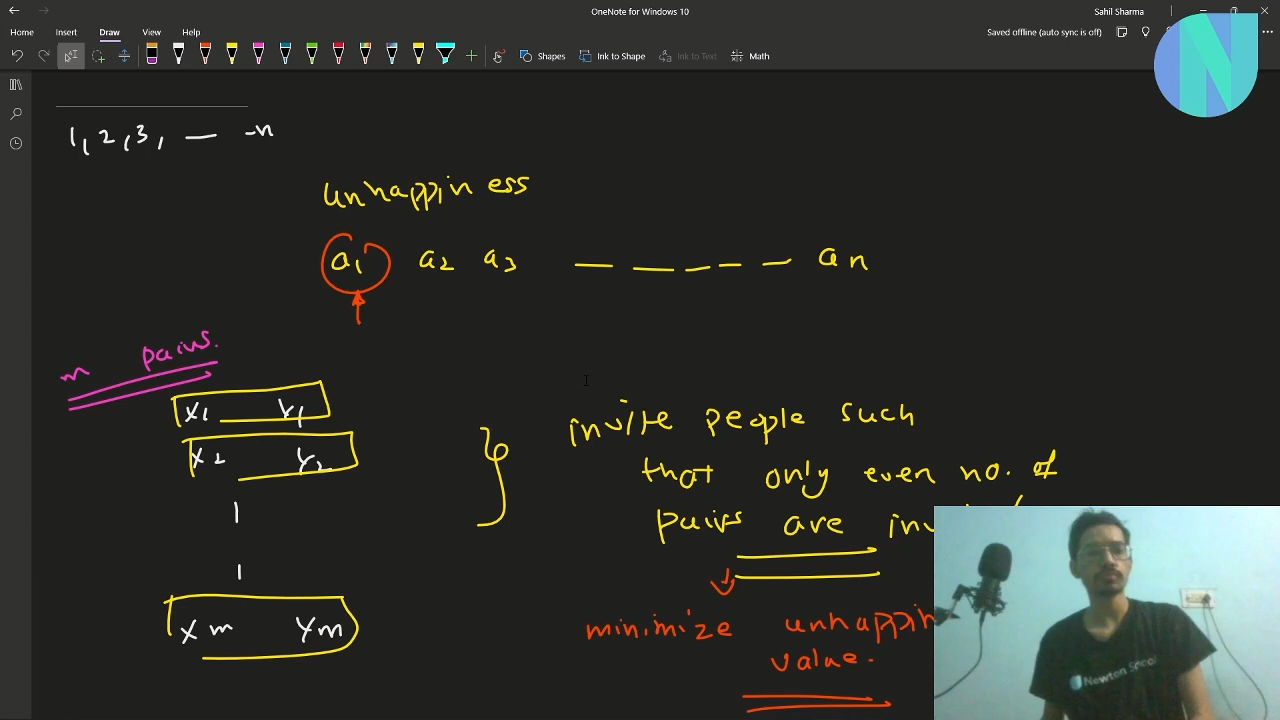 OneNote for Windows 10
Sahil Sharma
Home Insert Draw View Help
Saved offline (auto sync is off)
Shapes Ink to Shape Ink to Text Math
1, 2, 3, — -n
unhappiness
a1 a2 a3 — — — — — an
m pairs.
x1 Y1
x2 Y2
xm Ym
invite people such
that only even no. of
pairs are
minimize
value.